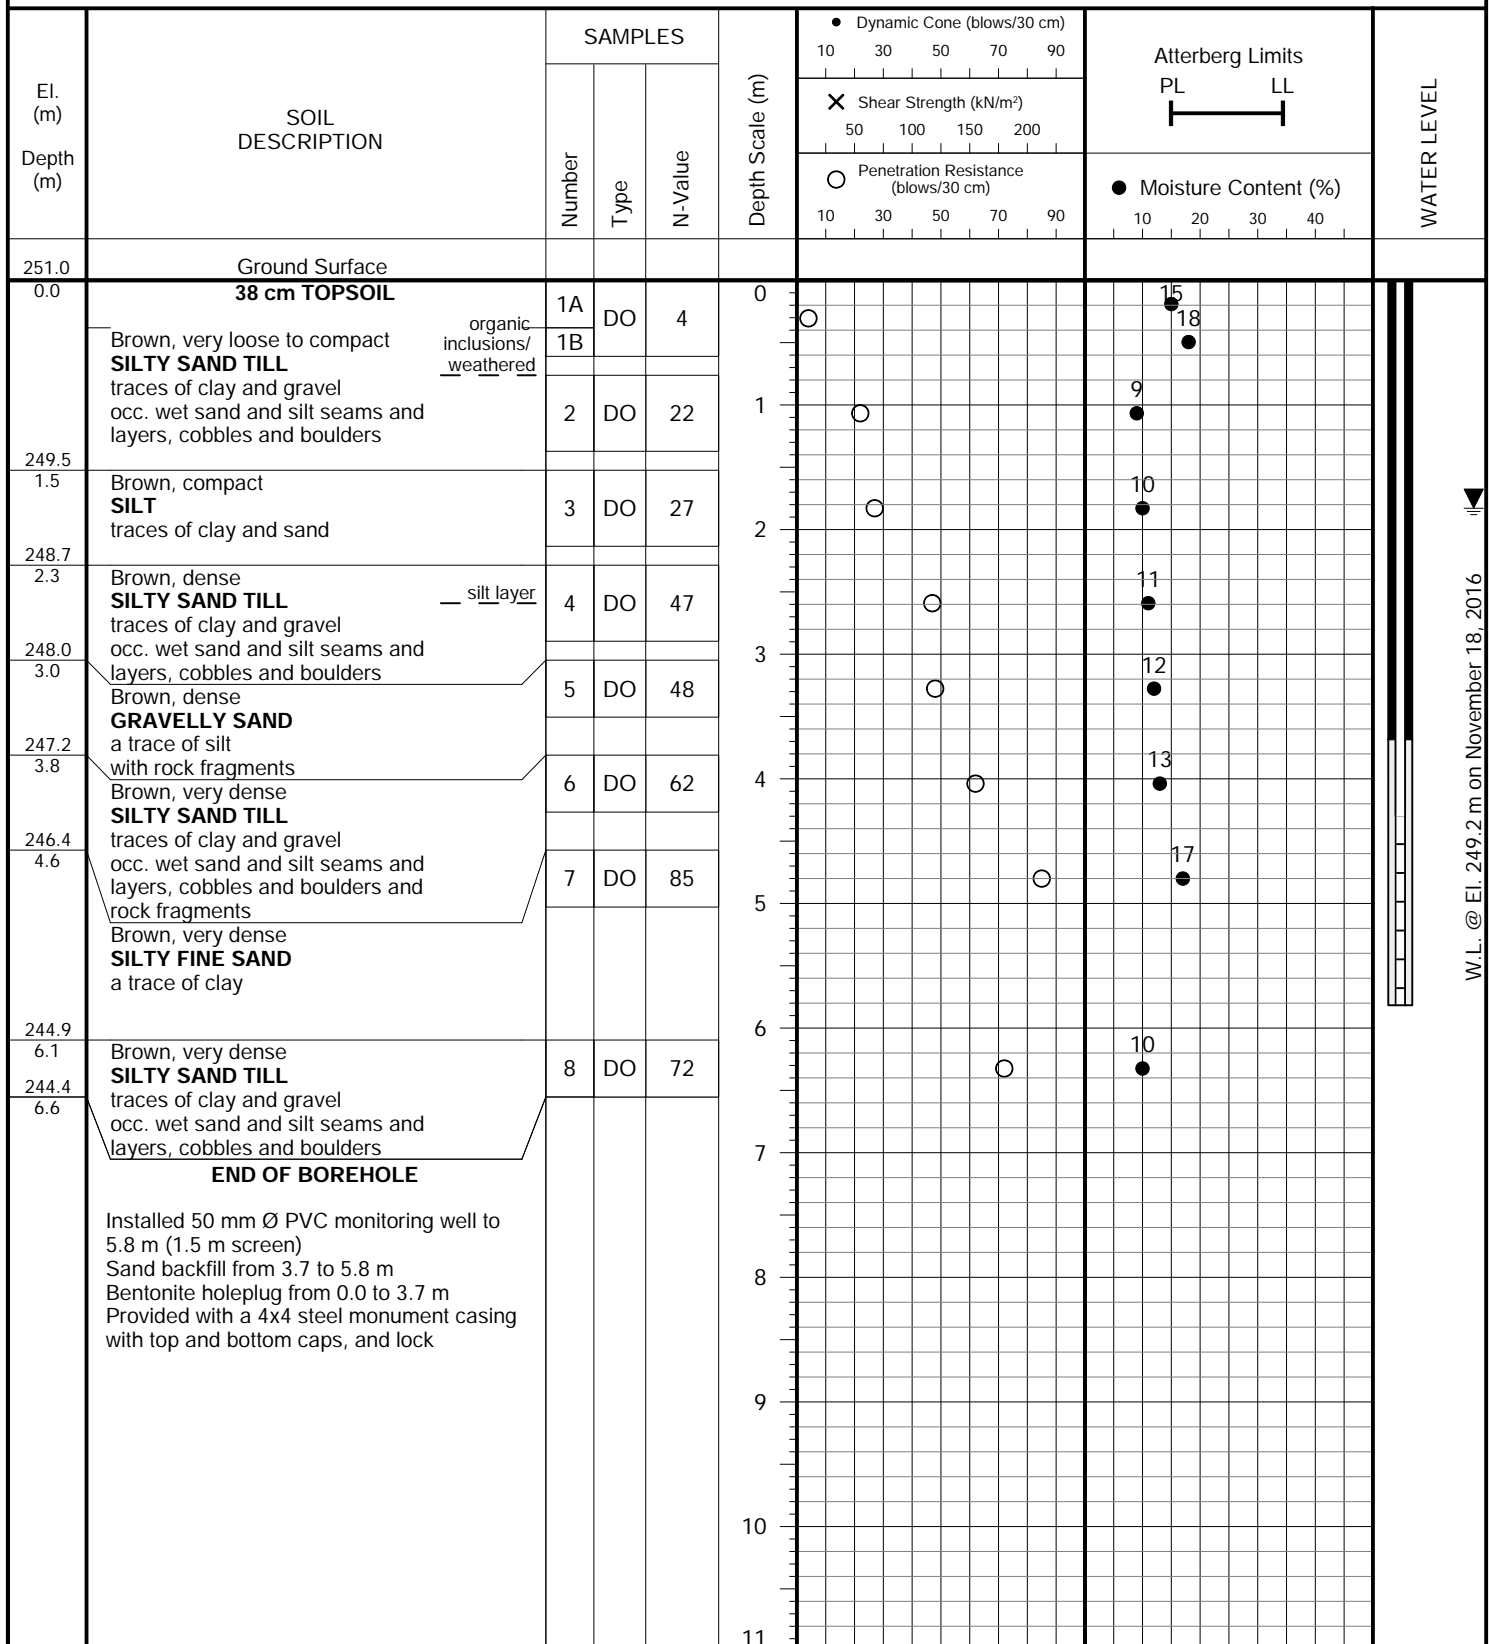 El.
(m)
Depth
(m)
SOIL
DESCRIPTION
SAMPLES
Number
Type
N-Value
Depth Scale (m)
● Dynamic Cone (blows/30 cm)
10 30 50 70 90
X Shear Strength (kN/m²)
50 100 150 200
○ Penetration Resistance
(blows/30 cm)
10 30 50 70 90
Atterberg Limits
PL LL
● Moisture Content (%)
10 20 30 40
WATER LEVEL
251.0
Ground Surface
0.0
38 cm TOPSOIL
1A
DO
4
0
15
18
organic
inclusions/
weathered
1B
Brown, very loose to compact
SILTY SAND TILL
traces of clay and gravel
occ. wet sand and silt seams and
layers, cobbles and boulders
2
DO
22
1
9
249.5
1.5
Brown, compact
SILT
traces of clay and sand
3
DO
27
2
10
248.7
2.3
Brown, dense
SILTY SAND TILL
silt layer
traces of clay and gravel
occ. wet sand and silt seams and
layers, cobbles and boulders
4
DO
47
11
248.0
3.0
3
Brown, dense
GRAVELLY SAND
a trace of silt
with rock fragments
5
DO
48
12
247.2
3.8
Brown, very dense
SILTY SAND TILL
traces of clay and gravel
occ. wet sand and silt seams and
layers, cobbles and boulders and
rock fragments
6
DO
62
4
13
246.4
4.6
Brown, very dense
SILTY FINE SAND
a trace of clay
7
DO
85
5
17
244.9
6.1
6
Brown, very dense
SILTY SAND TILL
traces of clay and gravel
occ. wet sand and silt seams and
layers, cobbles and boulders
8
DO
72
10
244.4
6.6
7
END OF BOREHOLE
Installed 50 mm Ø PVC monitoring well to
5.8 m (1.5 m screen)
Sand backfill from 3.7 to 5.8 m
Bentonite holeplug from 0.0 to 3.7 m
Provided with a 4x4 steel monument casing
with top and bottom caps, and lock
8
9
10
11
W.L. @ El. 249.2 m on November 18, 2016